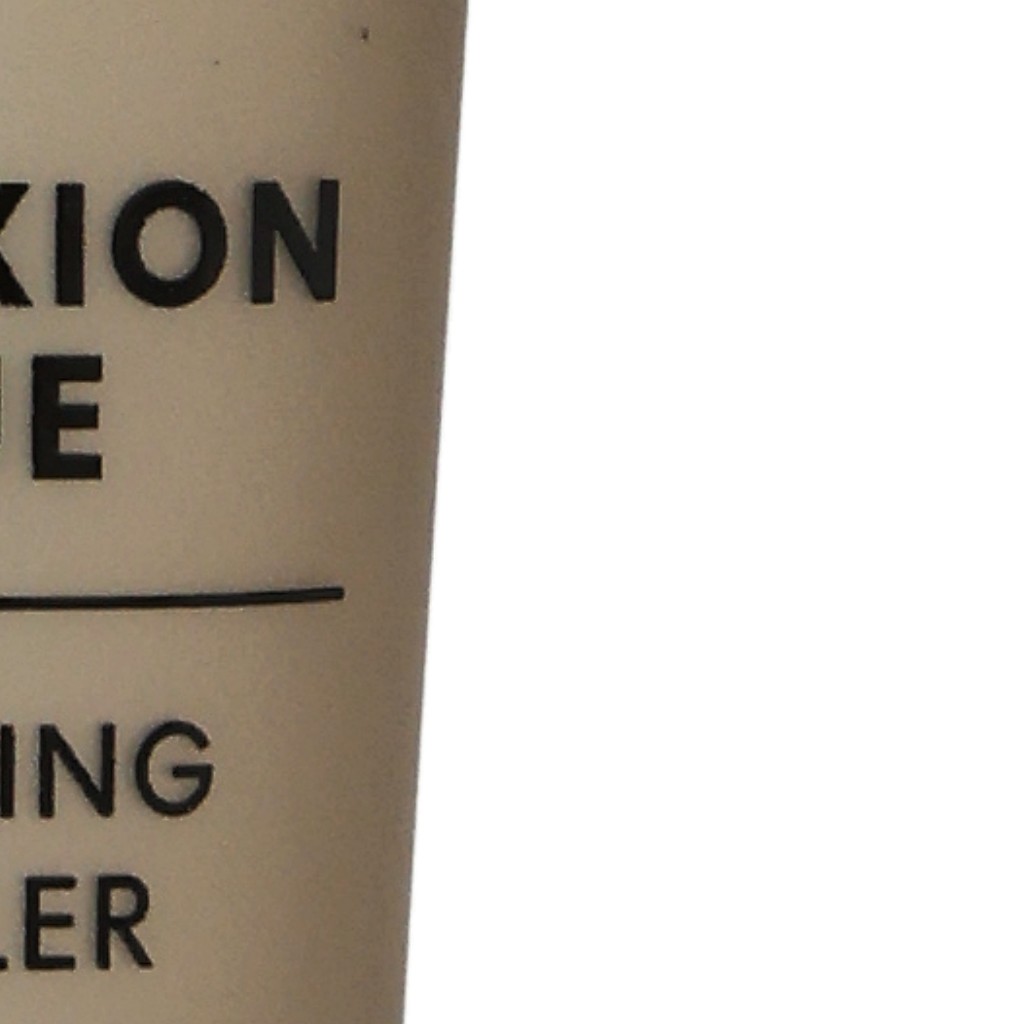 XION
UE
ING
LER